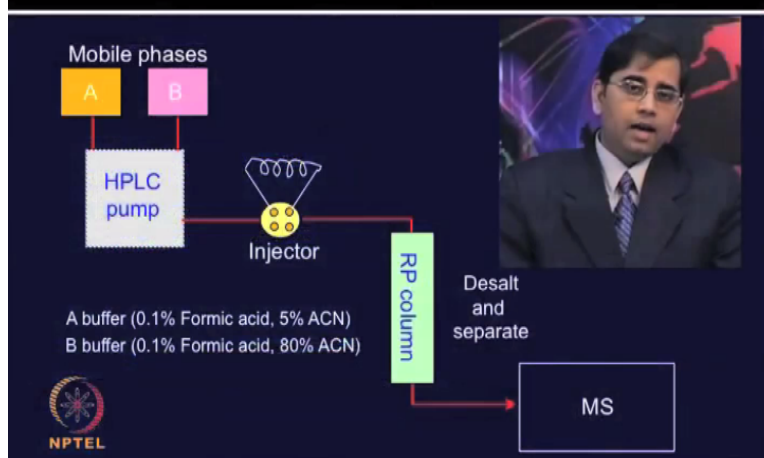 Mobile phases
A
B
HPLC
pump
Injector
RP column
Desalt
and
separate
A buffer (0.1% Formic acid, 5% ACN)
B buffer (0.1% Formic acid, 80% ACN)
MS
NPTEL